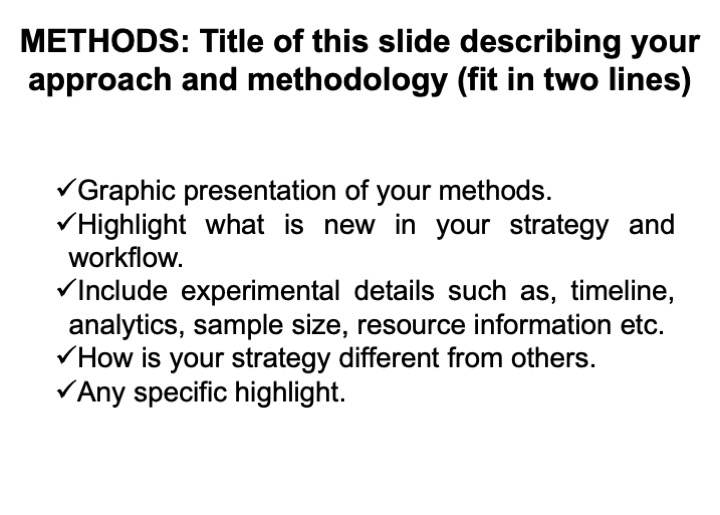 METHODS: Title of this slide describing your
approach and methodology (fit in two lines)
✓Graphic presentation of your methods.
✓Highlight what is new in your strategy and
workflow.
✓Include experimental details such as, timeline,
analytics, sample size, resource information etc.
✓How is your strategy different from others.
✓Any specific highlight.